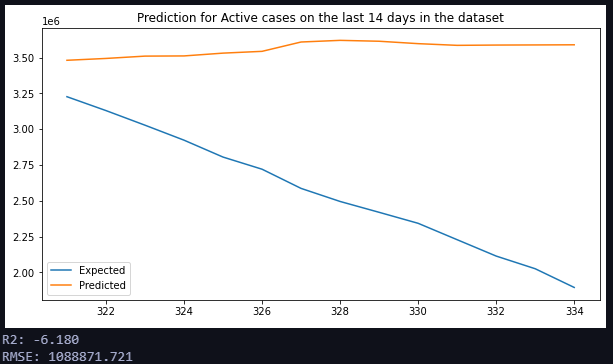 Prediction for Active cases on the last 14 days in the dataset
1e6
3.50
3.25
3.00
2.75
2.50
2.25
2.00
Expected
Predicted
322 324 326 328 330 332 334
R2: -6.180
RMSE: 1088871.721